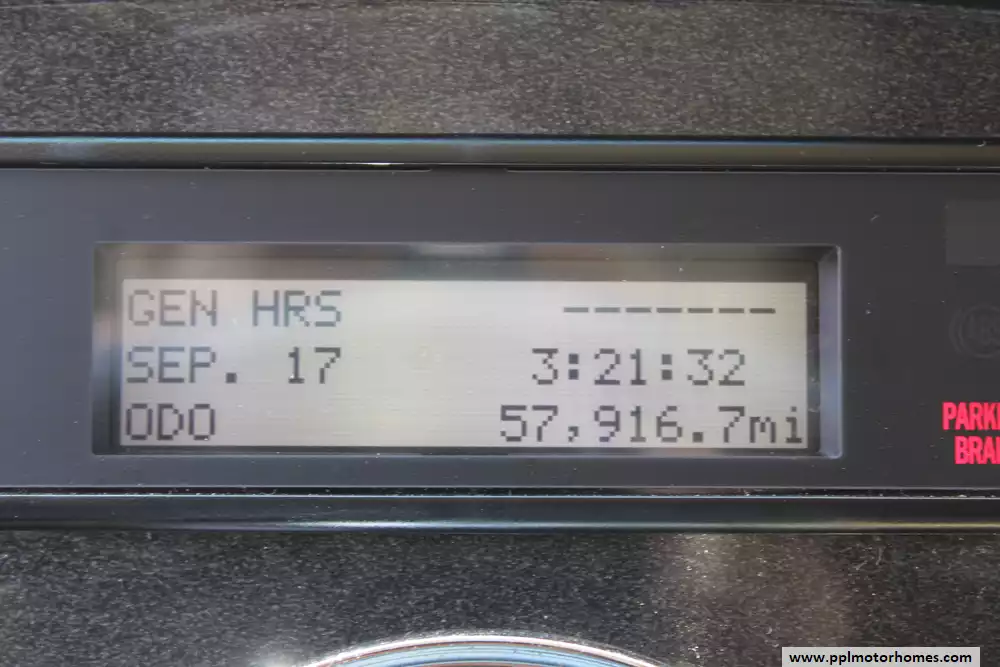 GEN HRS -------
SEP. 17 3:21:32
ODO 57,916.7mi
www.pplmotorhomes.com